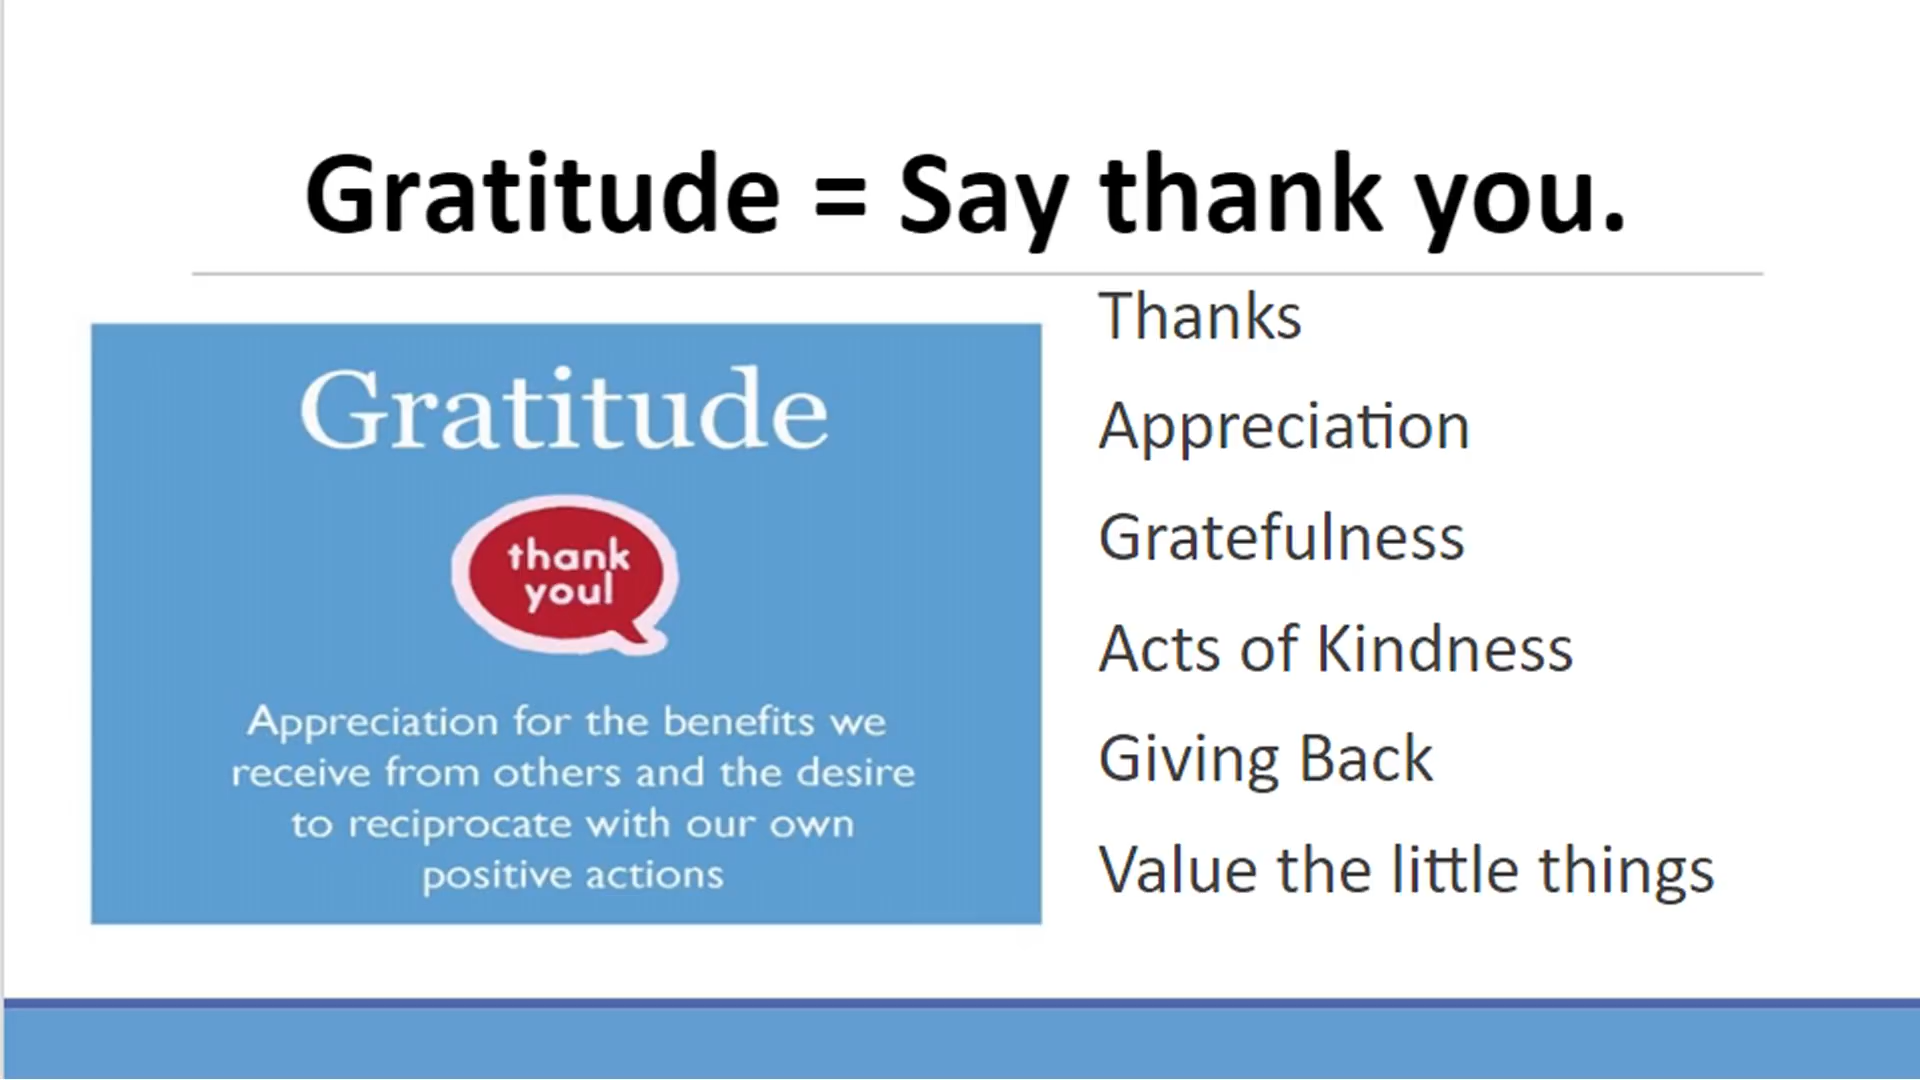 Gratitude = Say thank you.
Gratitude
thank
you!
Appreciation for the benefits we
receive from others and the desire
to reciprocate with our own
positive actions
Thanks
Appreciation
Gratefulness
Acts of Kindness
Giving Back
Value the little things